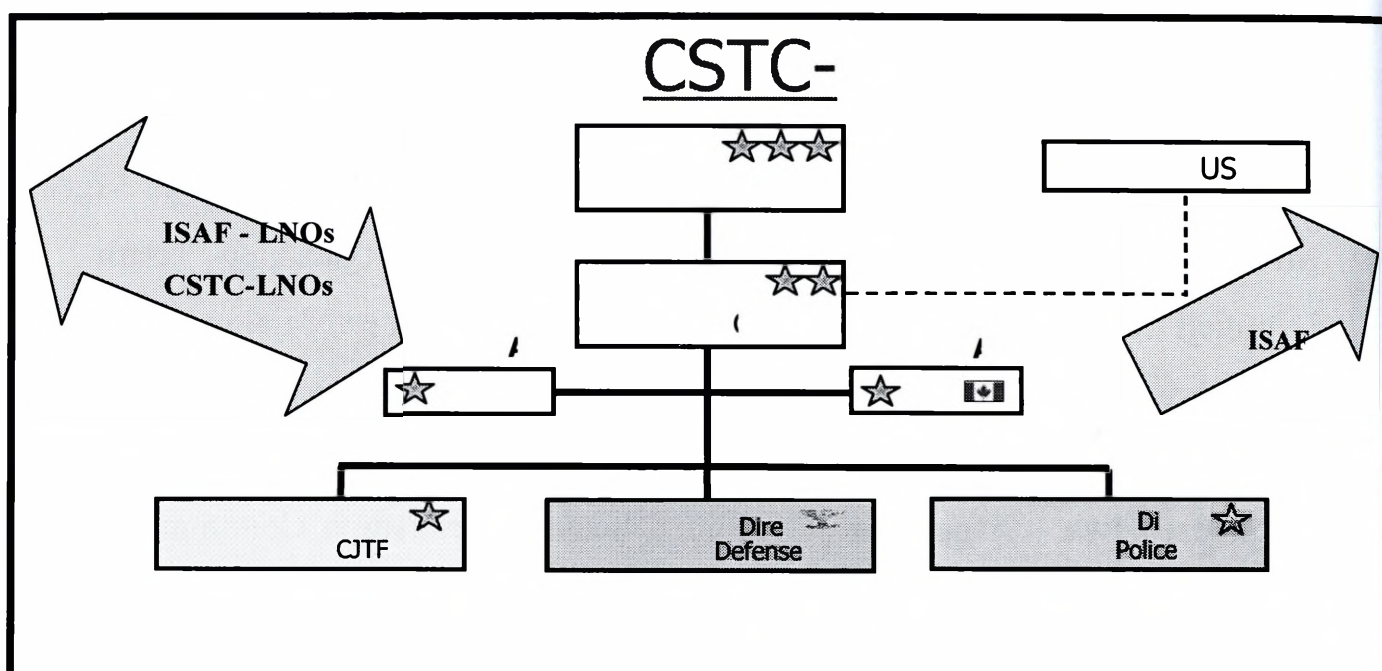 CSTC-
US
ISAF - LNOs
CSTC-LNOs
ISAF
CJTF
Dire
Defense
Di
Police